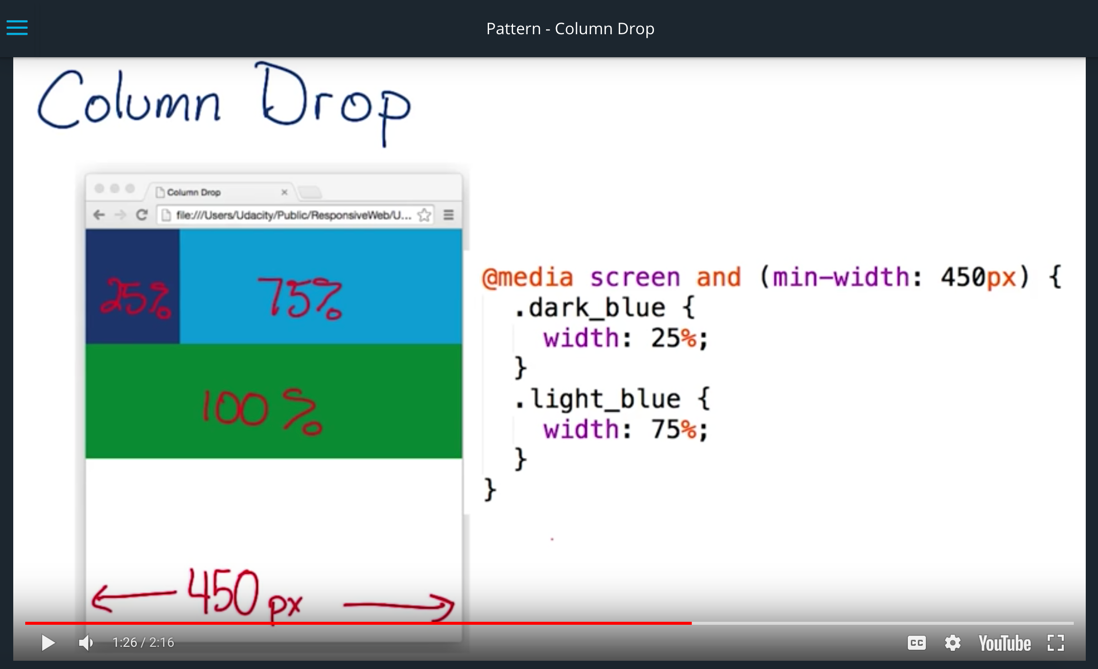 Pattern - Column Drop
Column Drop
Column Drop
file:///Users/Udacity/Public/ResponsiveWeb/U...
25%
75%
100%
450px
@media screen and (min-width: 450px) {
.dark_blue {
width: 25%;
}
.light_blue {
width: 75%;
}
}
1:26 / 2:16
CC
YouTube